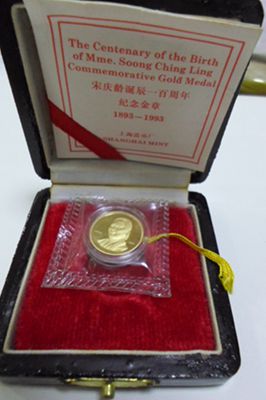 The Centenary of the Birth
of Mme. Soong Ching Ling
Commemorative Gold Medal
宋庆龄诞辰一百周年
纪念金章
1893-1993
上海造币厂
SHANGHAI MINT